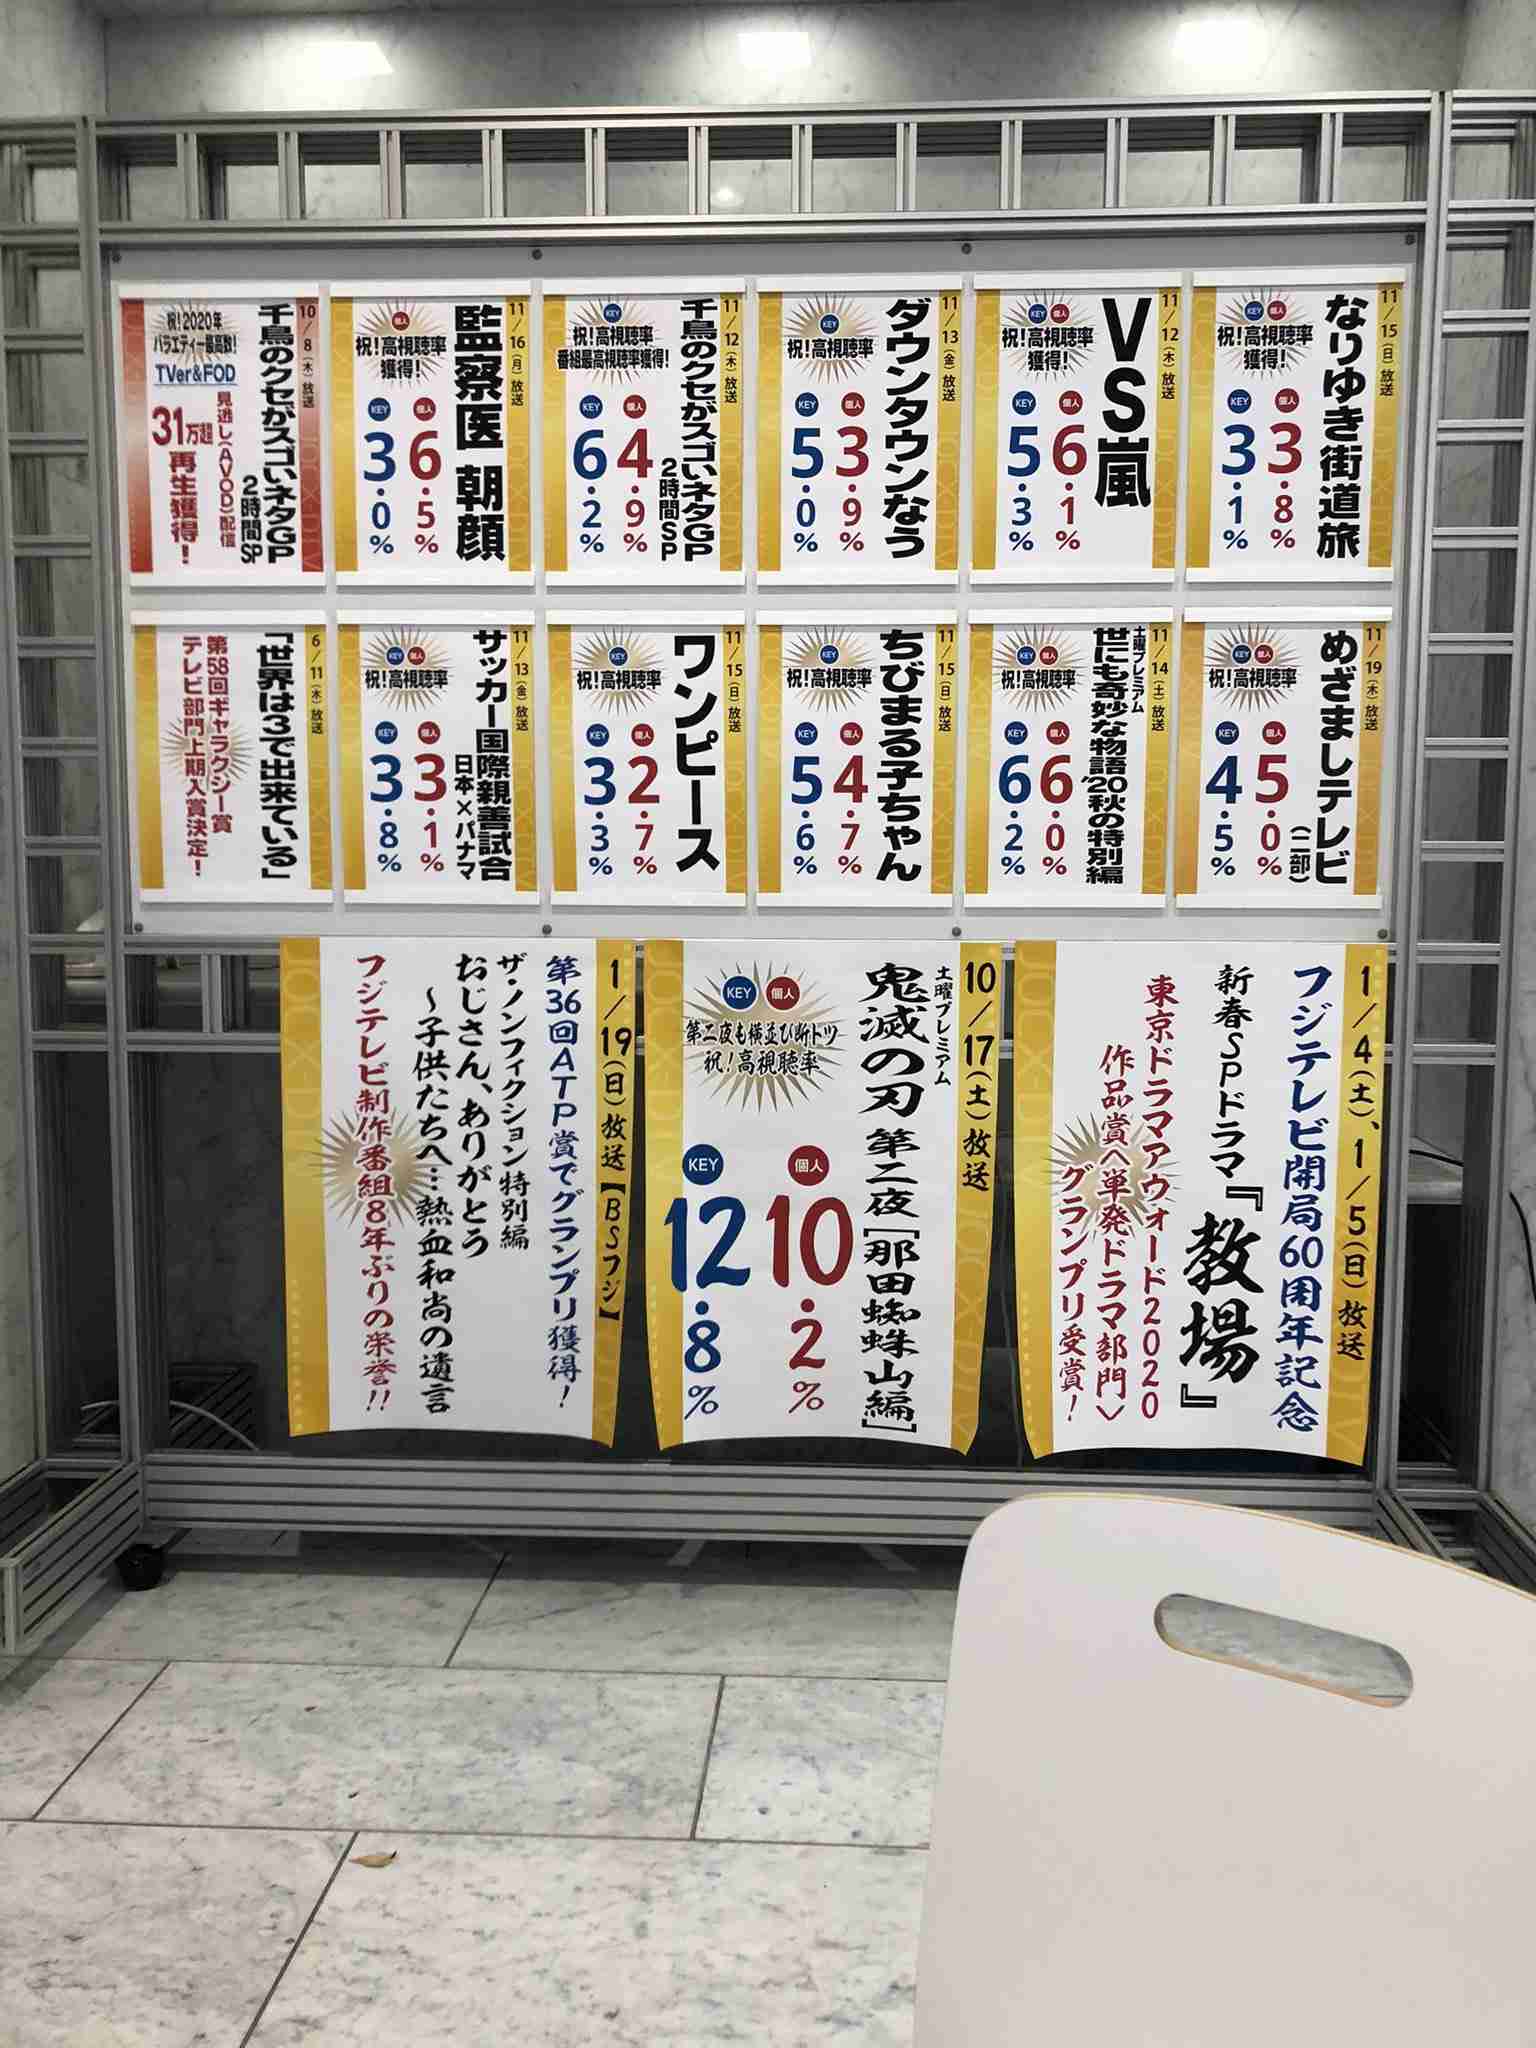 11/15(日)放送
なりゆき街道旅
KEY 個人
祝！高視聴率
獲得！
個人
3.8%
KEY
3.1%
11/12(木)放送
VS嵐
KEY 個人
祝！高視聴率
獲得！
個人
6.1%
KEY
5.3%
11/13(金)放送
ダウンタウンなう
KEY
祝！高視聴率
個人
3.9%
KEY
5.0%
11/12(木)放送
千鳥のクセがスゴいネタGP
2時間SP
KEY
祝！高視聴率
番組最高視聴率獲得！
個人
4.9%
KEY
6.2%
11/16(月)放送
監察医 朝顔
個人
祝！高視聴率
獲得！
個人
6.5%
KEY
3.0%
10/8(木)放送
千鳥のクセがスゴいネタGP
2時間SP
祝！2020年
バラエティー最高数！
TVer&FOD
見逃し(AVOD)配信
31万超
再生獲得！
11/19(木)放送
めざましテレビ
(二部)
KEY 個人
祝！高視聴率
個人
5.0%
KEY
4.5%
11/14(土)放送
土曜プレミアム
世にも奇妙な物語'20秋の特別編
KEY 個人
祝！高視聴率
個人
6.0%
KEY
6.2%
11/15(日)放送
ちびまる子ちゃん
KEY
祝！高視聴率
個人
4.7%
KEY
5.6%
11/15(日)放送
ワンピース
KEY
祝！高視聴率
個人
2.7%
KEY
3.3%
11/13(金)放送
サッカー国際親善試合
日本×パナマ
KEY 個人
祝！高視聴率
個人
3.1%
KEY
3.8%
6/11(木)放送
「世界は3で出来ている」
第58回ギャラクシー賞
テレビ部門上期入賞決定！
1/4(土)、1/5(日)放送
フジテレビ開局60周年記念
新春SPドラマ『教場』
東京ドラマアウォード2020
作品賞〈単発ドラマ部門〉
グランプリ受賞！
10/17(土)放送
土曜プレミアム
鬼滅の刃 第二夜[那田蜘蛛山編]
KEY 個人
第二夜も横並び断トツ
祝！高視聴率
個人
10.2%
KEY
12.8%
1/19(日)放送【BSフジ】
第36回ATP賞でグランプリ獲得！
ザ・ノンフィクション特別編
おじさん、ありがとう
～子供たちへ…熱血和尚の遺言
フジテレビ制作番組8年ぶりの栄誉！！